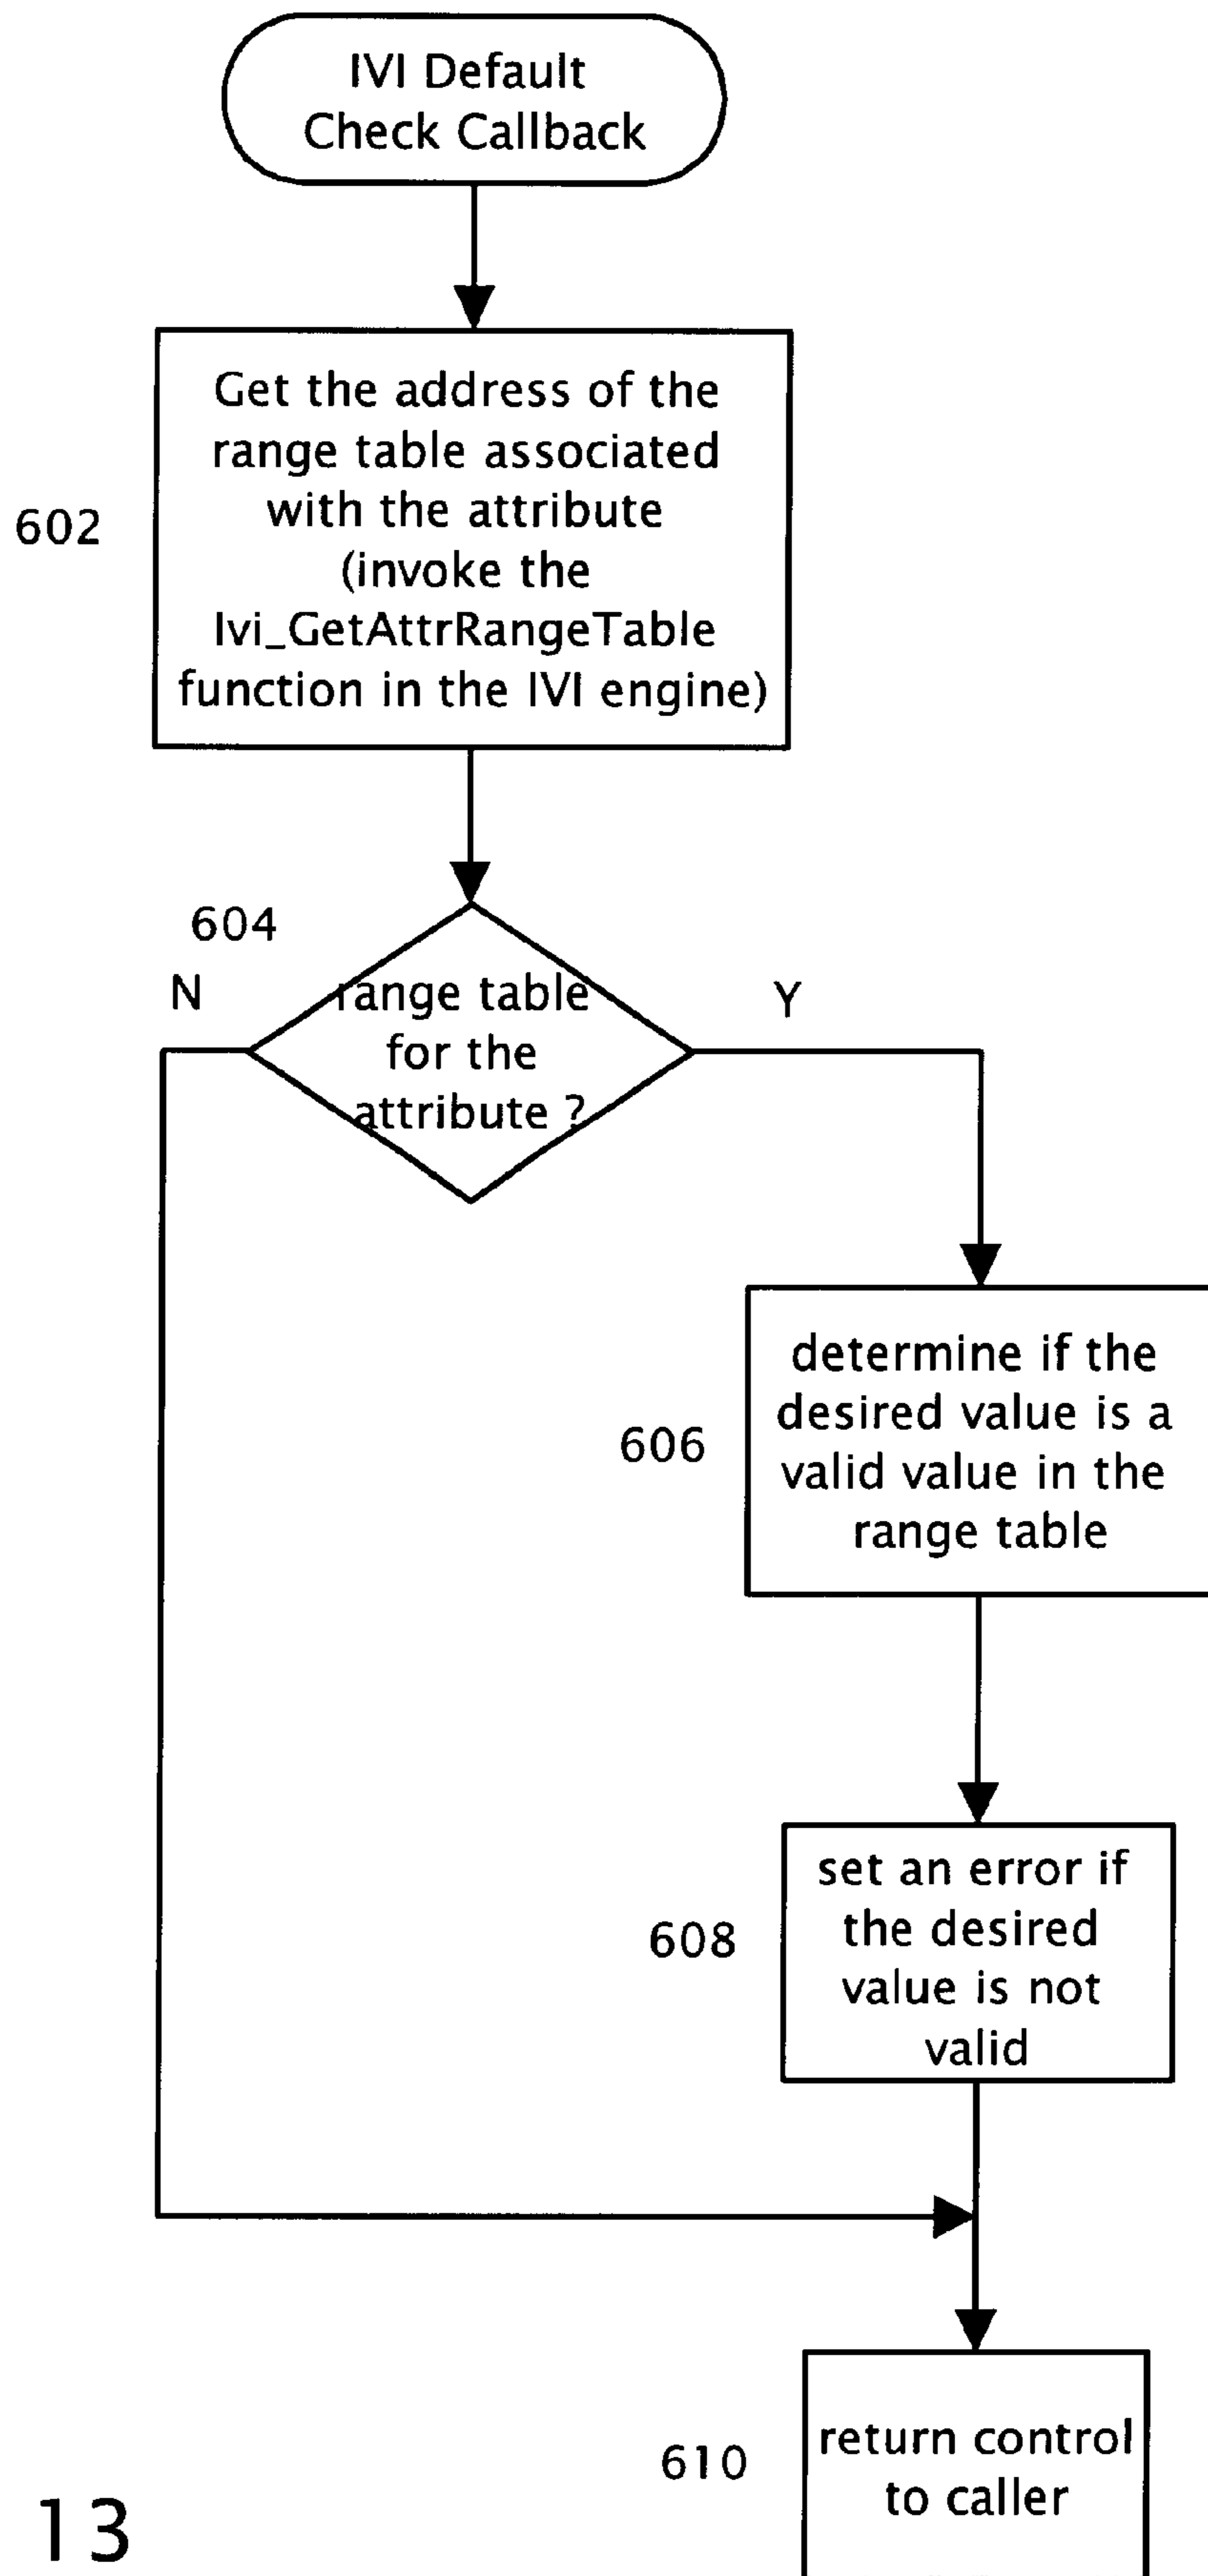 IVI Default
Check Callback
602
Get the address of the
range table associated
with the attribute
(invoke the
Ivi_GetAttrRangeTable
function in the IVI engine)
604
N
range table
for the
attribute ?
Y
606
determine if the
desired value is a
valid value in the
range table
608
set an error if
the desired
value is not
valid
610
return control
to caller
13